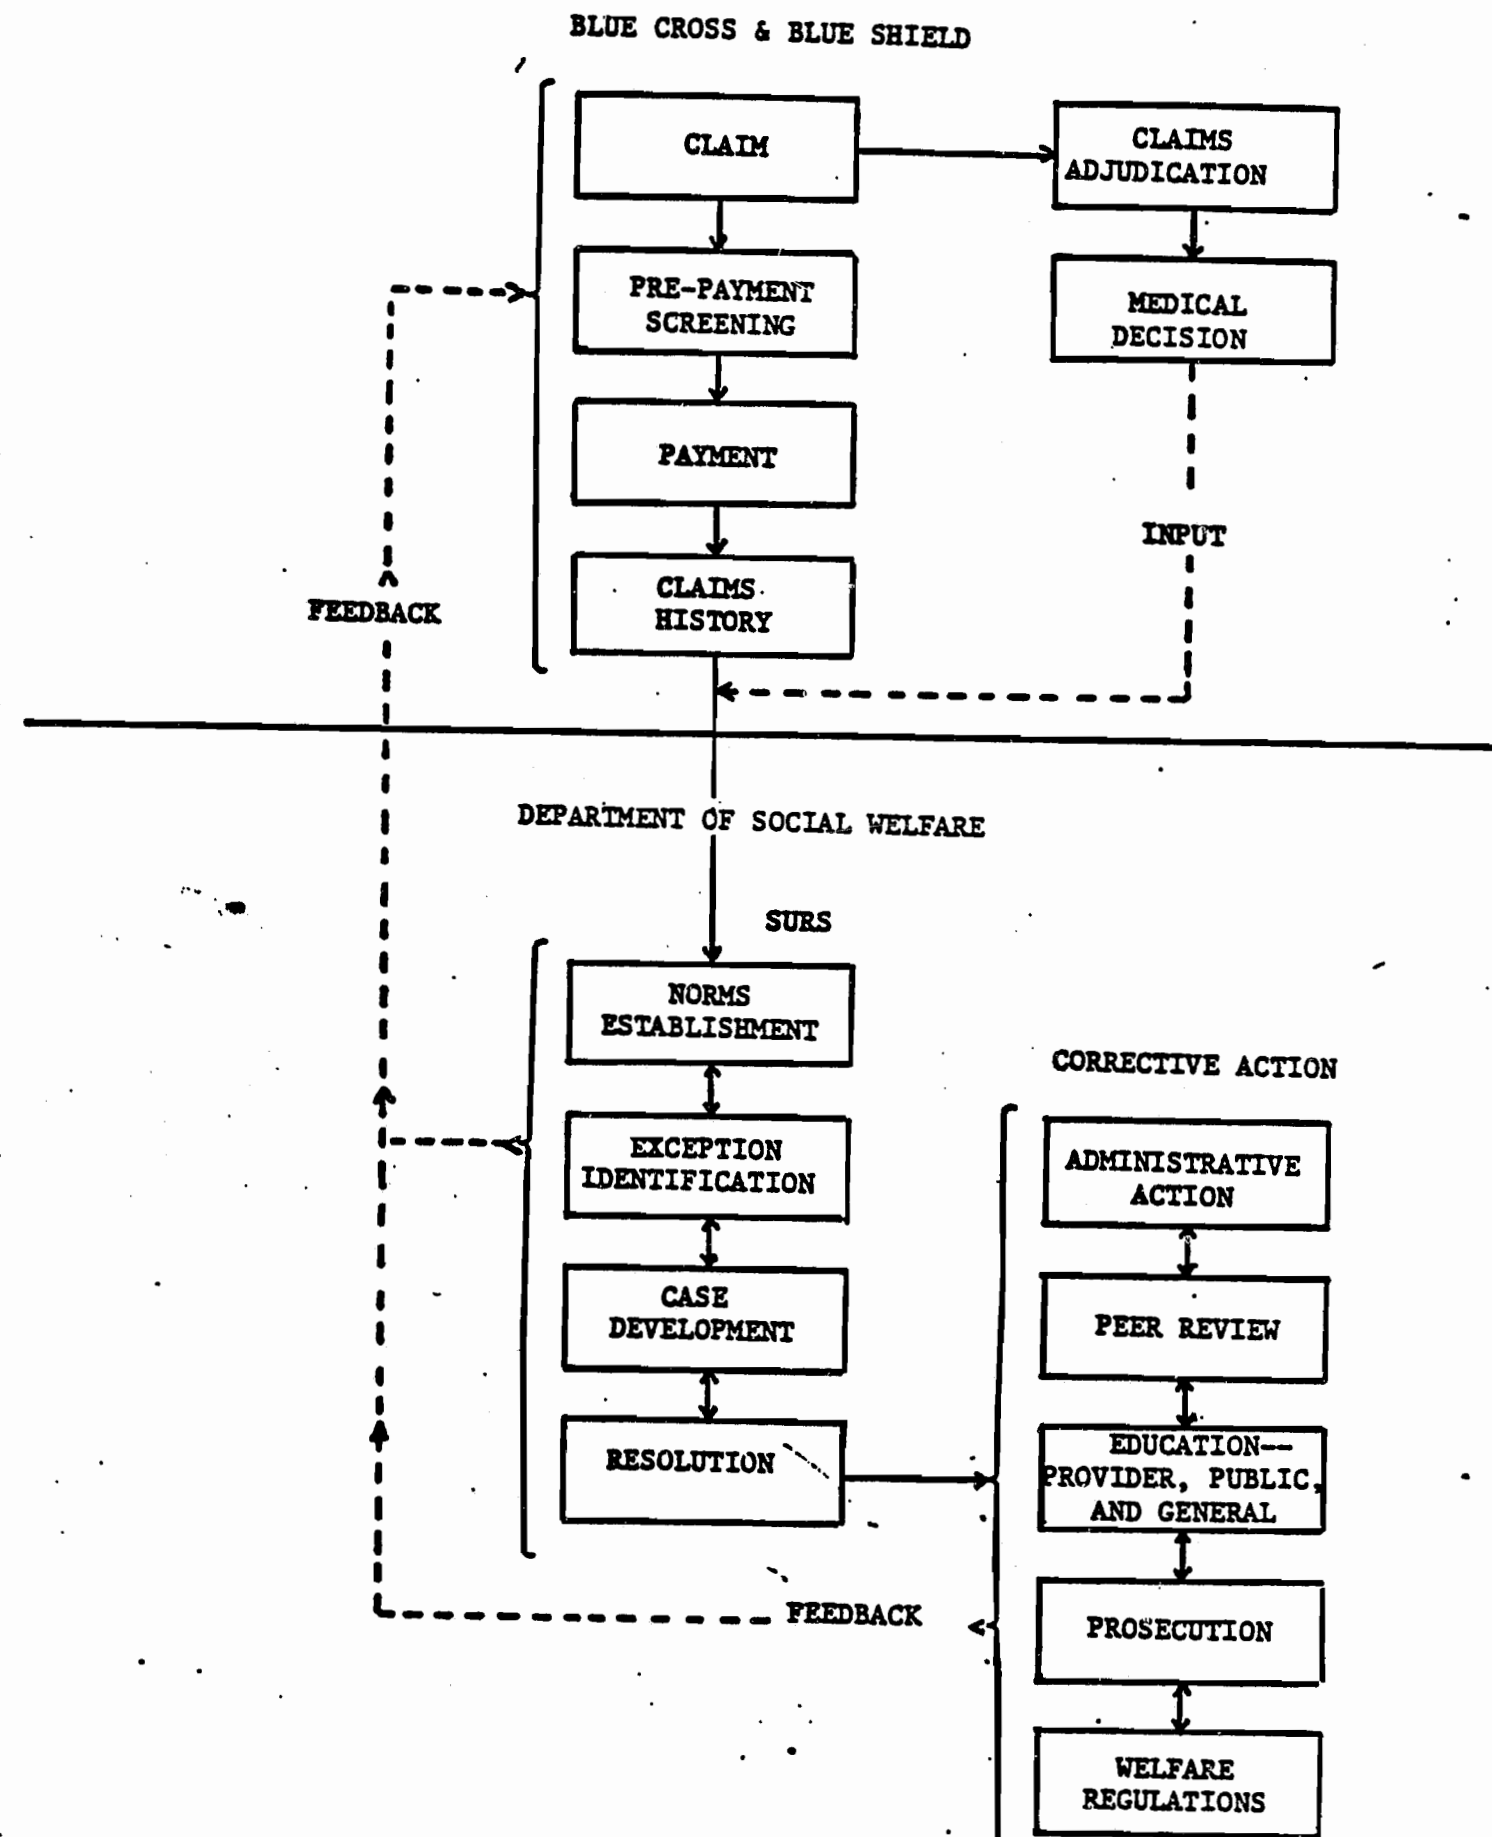 BLUE CROSS & BLUE SHIELD
CLAIM
CLAIMS
ADJUDICATION
PRE-PAYMENT
SCREENING
MEDICAL
DECISION
PAYMENT
INPUT
CLAIMS
HISTORY
FEEDBACK
DEPARTMENT OF SOCIAL WELFARE
SURS
NORMS
ESTABLISHMENT
EXCEPTION
IDENTIFICATION
CASE
DEVELOPMENT
RESOLUTION
CORRECTIVE ACTION
ADMINISTRATIVE
ACTION
PEER REVIEW
EDUCATION--
PROVIDER, PUBLIC,
AND GENERAL
FEEDBACK
PROSECUTION
WELFARE
REGULATIONS